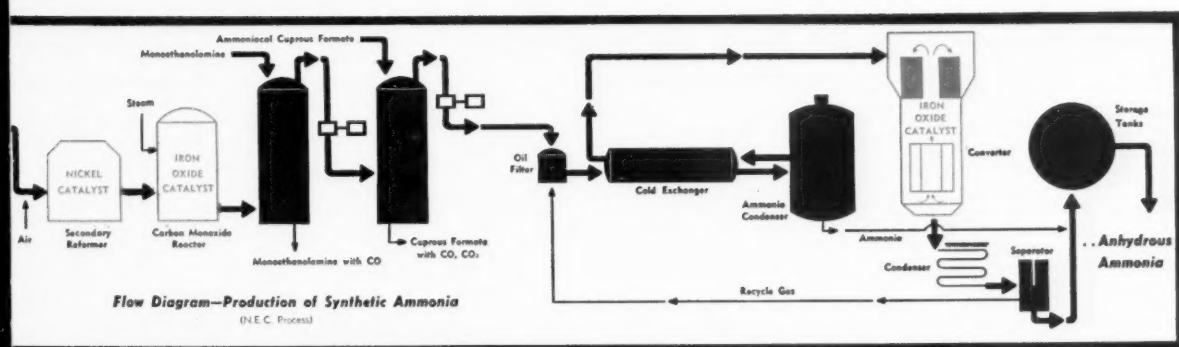 Ammoniacal Cuprous Formate
Monoethanolamine
Steam
IRON
OXIDE
CATALYST
NICKEL
CATALYST
Air
Secondary
Reformer
Carbon Monoxide
Reactor
Monoethanolamine with CO
Cuprous Formate
with CO, CO₂
Oil
Filter
Cold Exchanger
Ammonia
Condenser
IRON
OXIDE
CATALYST
Converter
Storage
Tanks
Ammonia
Condenser
Separator
Recycle Gas
. . Anhydrous
Ammonia
Flow Diagram—Production of Synthetic Ammonia
(N.E.C. Process)